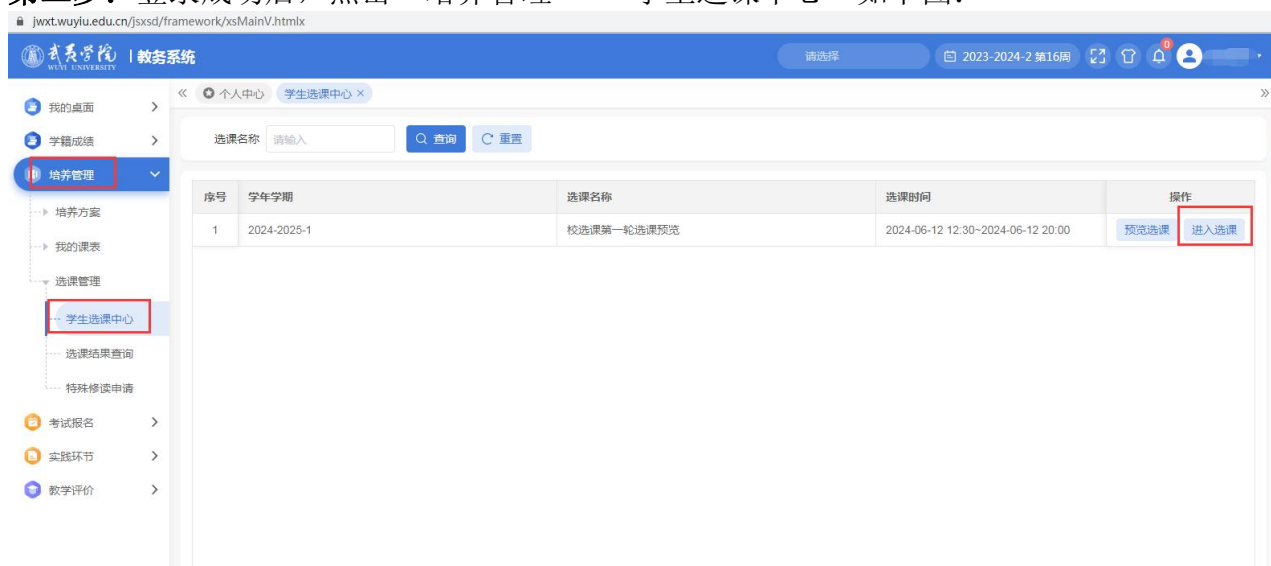 jwxt.wuyiu.edu.cn/jsxsd/framework/xsMainV.htmlx
武夷学院 WUYI UNIVERSITY 教务系统 请选择 2023-2024-2 第16周 0
个人中心 学生选课中心 ×
我的桌面
选课名称 请输入 查询 重置
学籍成绩
培养管理
序号 学年学期 选课名称 选课时间 操作
培养方案
1 2024-2025-1 校选课第一轮选课预览 2024-06-12 12:30~2024-06-12 20:00 预览选课 进入选课
我的课表
选课管理
学生选课中心
选课结果查询
特殊修读申请
考试报名
实践环节
教学评价